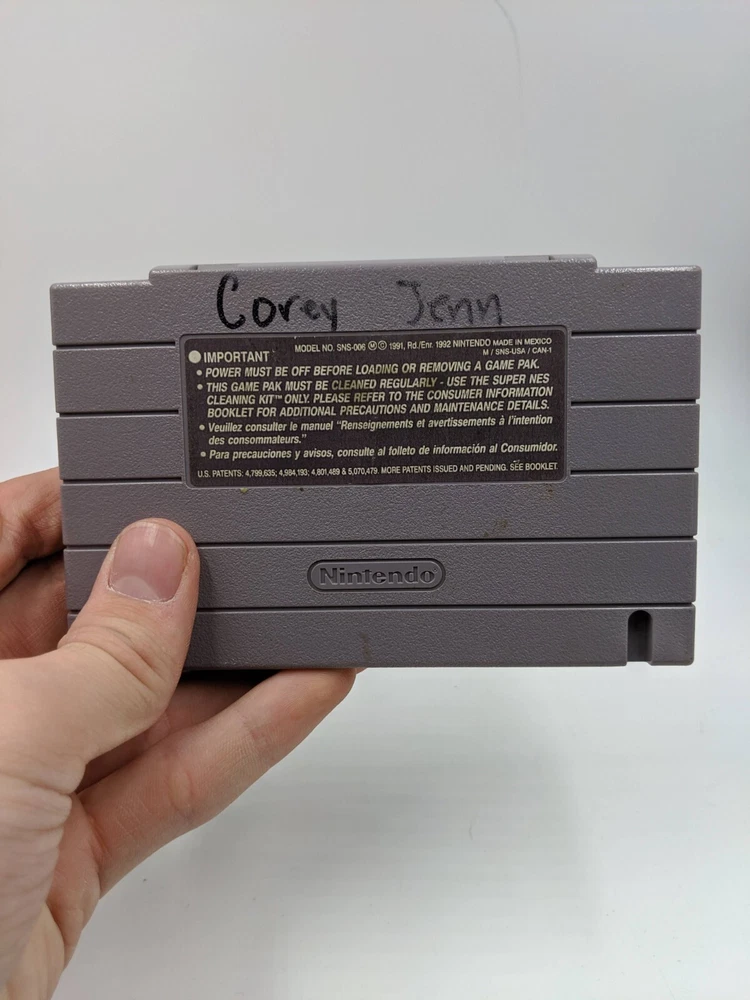 Corey Jenn
MODEL NO. SNS-006 Ⓜ © 1991, Rd./Enr. 1992 NINTENDO MADE IN MEXICO
M / SNS-USA / CAN-1
IMPORTANT
• POWER MUST BE OFF BEFORE LOADING OR REMOVING A GAME PAK.
• THIS GAME PAK MUST BE CLEANED REGULARLY - USE THE SUPER NES
CLEANING KIT™ ONLY. PLEASE REFER TO THE CONSUMER INFORMATION
BOOKLET FOR ADDITIONAL PRECAUTIONS AND MAINTENANCE DETAILS.
• Veuillez consulter le manuel "Renseignements et avertissements à l'intention
des consommateurs."
• Para precauciones y avisos, consulte al folleto de información al Consumidor.
U.S. PATENTS: 4,799,635; 4,984,193; 4,801,489 & 5,070,479. MORE PATENTS ISSUED AND PENDING. SEE BOOKLET.
Nintendo